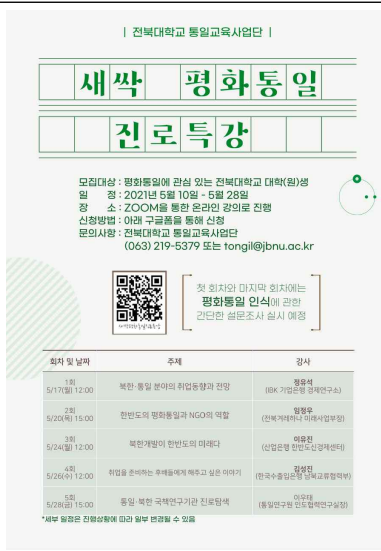 | 전북대학교 통일교육사업단 |
새싹 평화통일
진로특강
모집대상 : 평화통일에 관심 있는 전북대학교 대학(원)생
일 정 : 2021년 5월 10일 - 5월 28일
장 소 : ZOOM을 통한 온라인 강의로 진행
신청방법 : 아래 구글폼을 통해 신청
문의사항 : 전북대학교 통일교육사업단
(063) 219-5379 또는 tongil@jbnu.ac.kr
첫 회차와 마지막 회차에는
평화통일 인식에 관한
간단한 설문조사 실시 예정
회차 및 날짜 주제 강사
1회
5/17(월) 12:00
북한·통일 분야의 취업동향과 전망
정유석
(IBK 기업은행 경제연구소)
2회
5/20(목) 15:00
한반도의 평화통일과 NGO의 역할
임정우
(전북겨레하나 미래사업부장)
3회
5/24(월) 12:00
북한개발이 한반도의 미래다
이유진
(산업은행 한반도신경제센터)
4회
5/26(수) 12:00
취업을 준비하는 후배들에게 해주고 싶은 이야기
김성진
(한국수출입은행 남북교류협력부)
5회
5/28(금) 15:00
통일·북한 국책연구기관 진로탐색
이우태
(통일연구원 인도협력연구실장)
*세부 일정은 진행상황에 따라 일부 변경될 수 있음